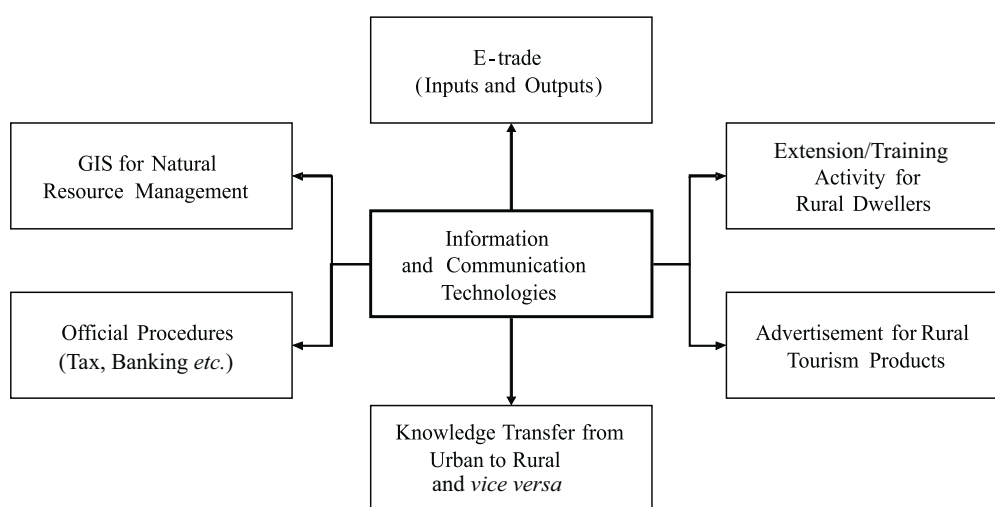 E-trade
(Inputs and Outputs)
GIS for Natural
Resource Management
Extension/Training
Activity for
Rural Dwellers
Information
and Communication
Technologies
Official Procedures
(Tax, Banking etc.)
Advertisement for Rural
Tourism Products
Knowledge Transfer from
Urban to Rural
and vice versa